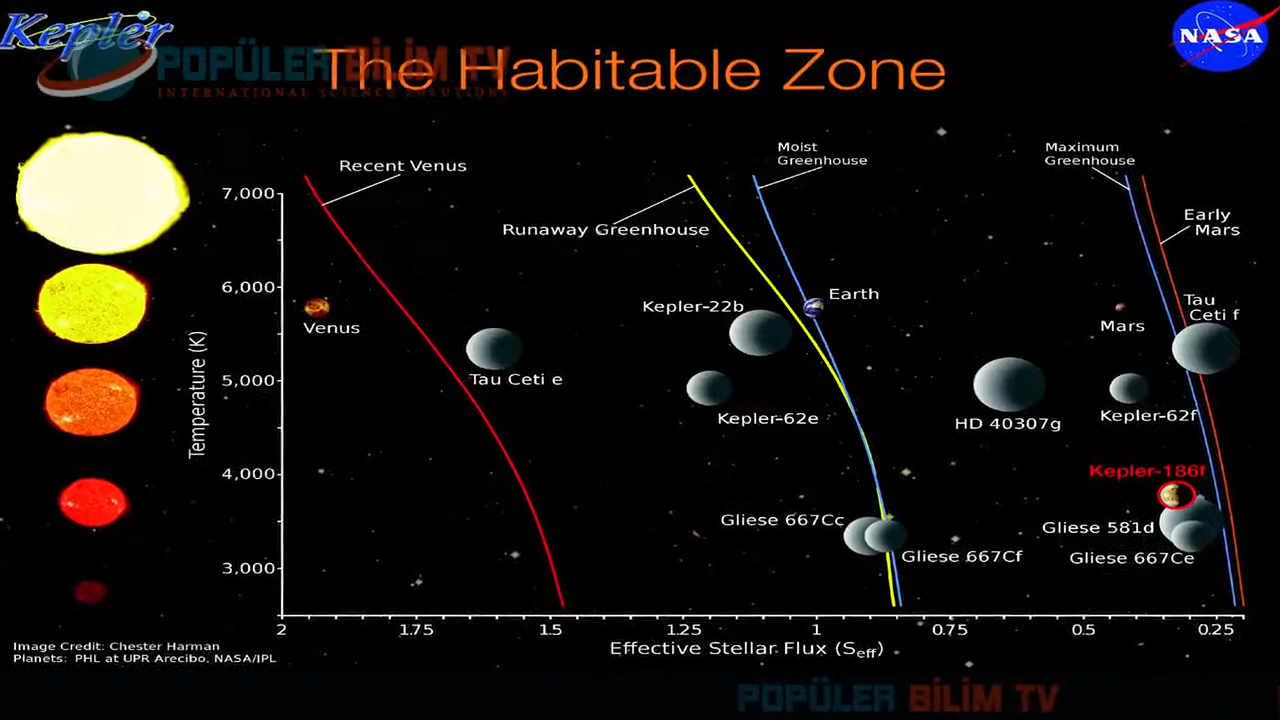 Kepler
NASA
POPÜLER BİLİM TV
INTERNATIONAL SCIENCE SOLUTIONS
The Habitable Zone
Recent Venus
Moist
Greenhouse
Maximum
Greenhouse
7,000
Runaway Greenhouse
Early
Mars
6,000
Venus
Kepler-22b
Earth
Mars
Tau
Ceti f
Temperature (K)
5,000
Tau Ceti e
Kepler-62e
HD 40307g
Kepler-62f
4,000
Kepler-186f
Gliese 667Cc
Gliese 581d
Gliese 667Cf
Gliese 667Ce
3,000
2 1.75 1.5 1.25 1 0.75 0.5 0.25
Effective Stellar Flux (Seff)
Image Credit: Chester Harman
Planets: PHL at UPR Arecibo, NASA/JPL
POPÜLER BİLİM TV